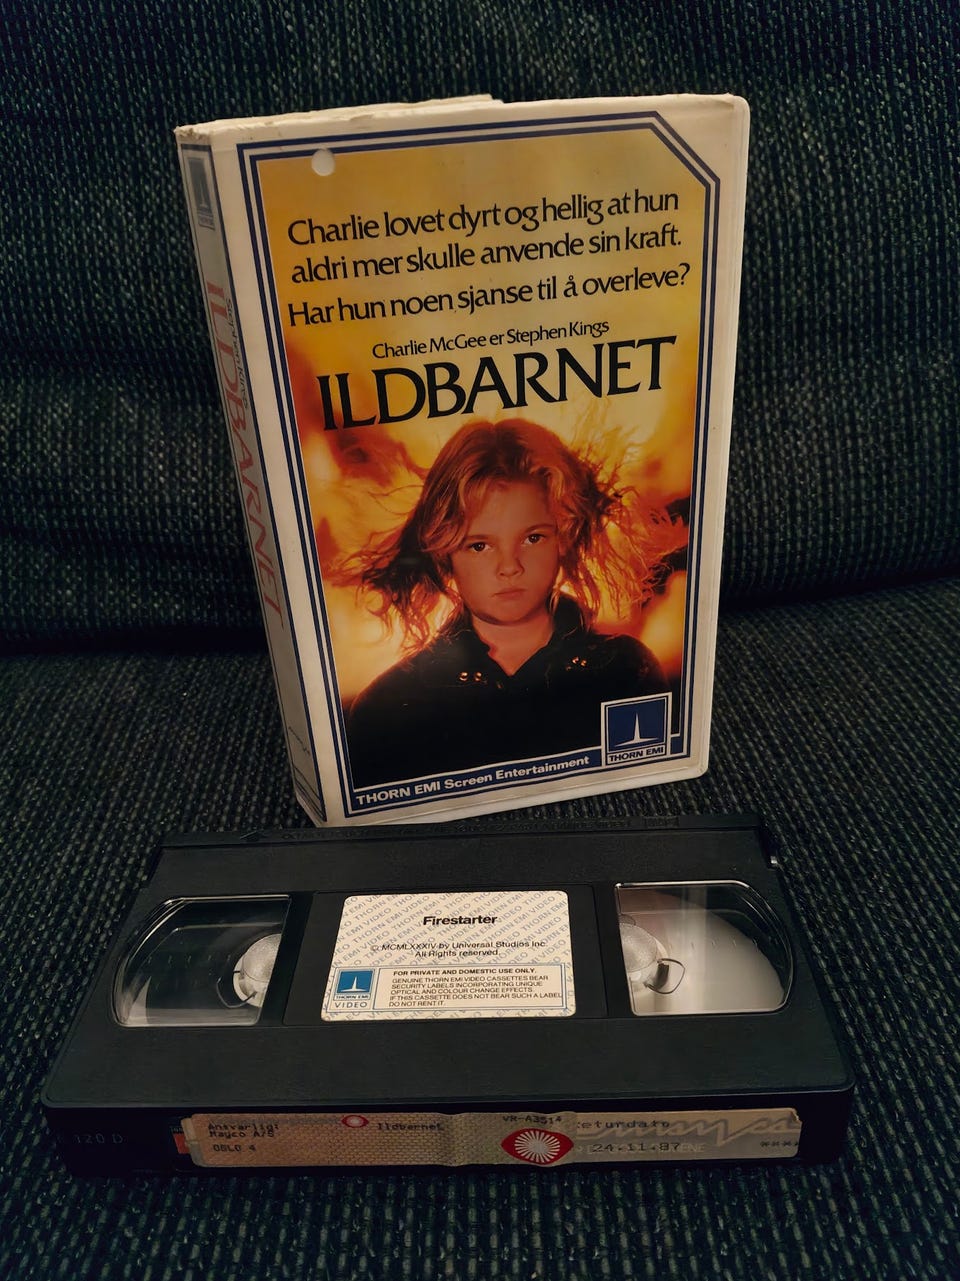 Charlie lovet dyrt og hellig at hun
aldri mer skulle anvende sin kraft.
Har hun noen sjanse til å overleve?
Charlie McGee er Stephen Kings
ILDBARNET
THORN EMI Screen Entertainment
THORN EMI
ILDBARNET
Firestarter
© MCMLXXXIV by Universal Studios Inc.
All Rights reserved.
THORN EMI
VIDEO
FOR PRIVATE AND DOMESTIC USE ONLY.
GENUINE THORN EMI VIDEO CASSETTES BEAR
SECURITY LABELS INCORPORATING UNIQUE
OPTICAL AND COLOUR CHANGE EFFECTS.
IF THIS CASSETTE DOES NOT BEAR SUCH A LABEL
DO NOT RENT IT.
Ansvarlig:
Mayco A/S
OSLO 4
Ildbarnet
VR-A3514
eturdato
24.11.87
320 D